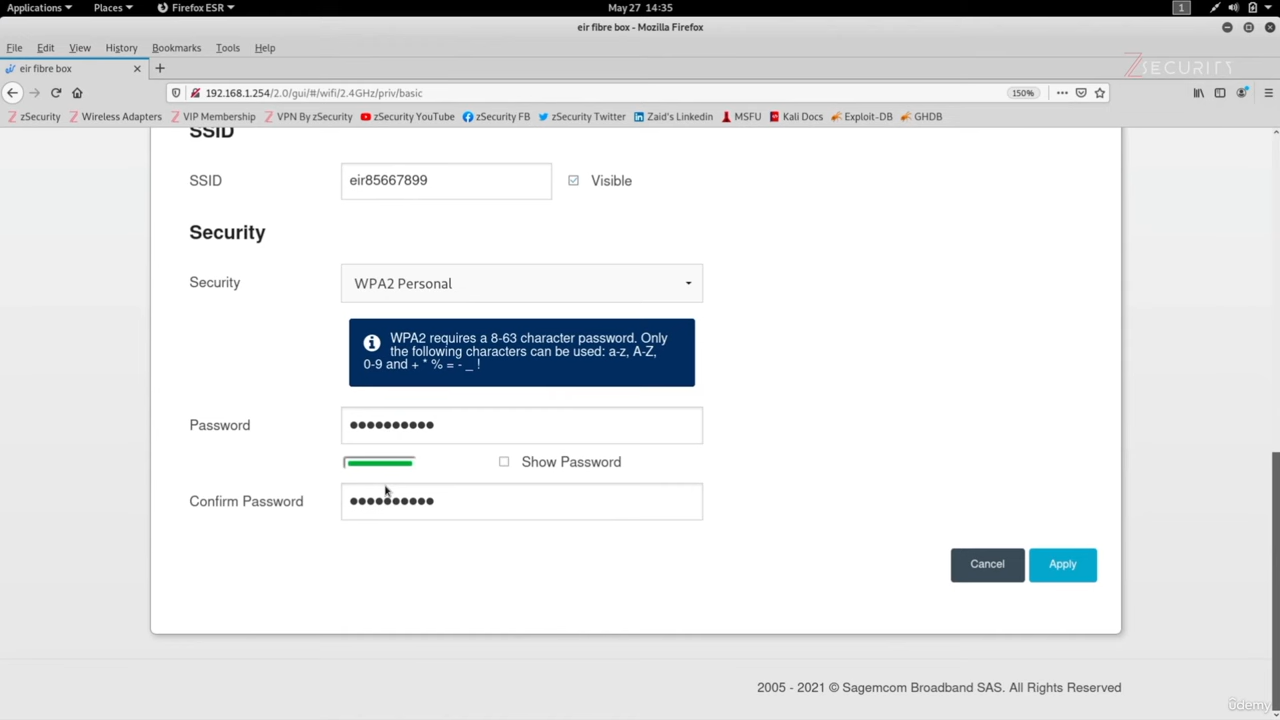 Applications Places Firefox ESR May 27 14:35 1
eir fibre box - Mozilla Firefox
File Edit View History Bookmarks Tools Help
eir fibre box
ZSECURITY
192.168.1.254/2.0/gui/#/wifi/2.4GHz/priv/basic 150%
zSecurity Wireless Adapters VIP Membership VPN By zSecurity zSecurity YouTube zSecurity FB zSecurity Twitter Zaid's Linkedin MSFU Kali Docs Exploit-DB GHDB
SSID
SSID eir85667899 Visible
Security
Security WPA2 Personal
WPA2 requires a 8-63 character password. Only
the following characters can be used: a-z, A-Z,
0-9 and + * % = - _ !
Password ●●●●●●●●●●
Show Password
Confirm Password ●●●●●●●●●●
Cancel Apply
2005 - 2021 © Sagemcom Broadband SAS. All Rights Reserved
ûdemy